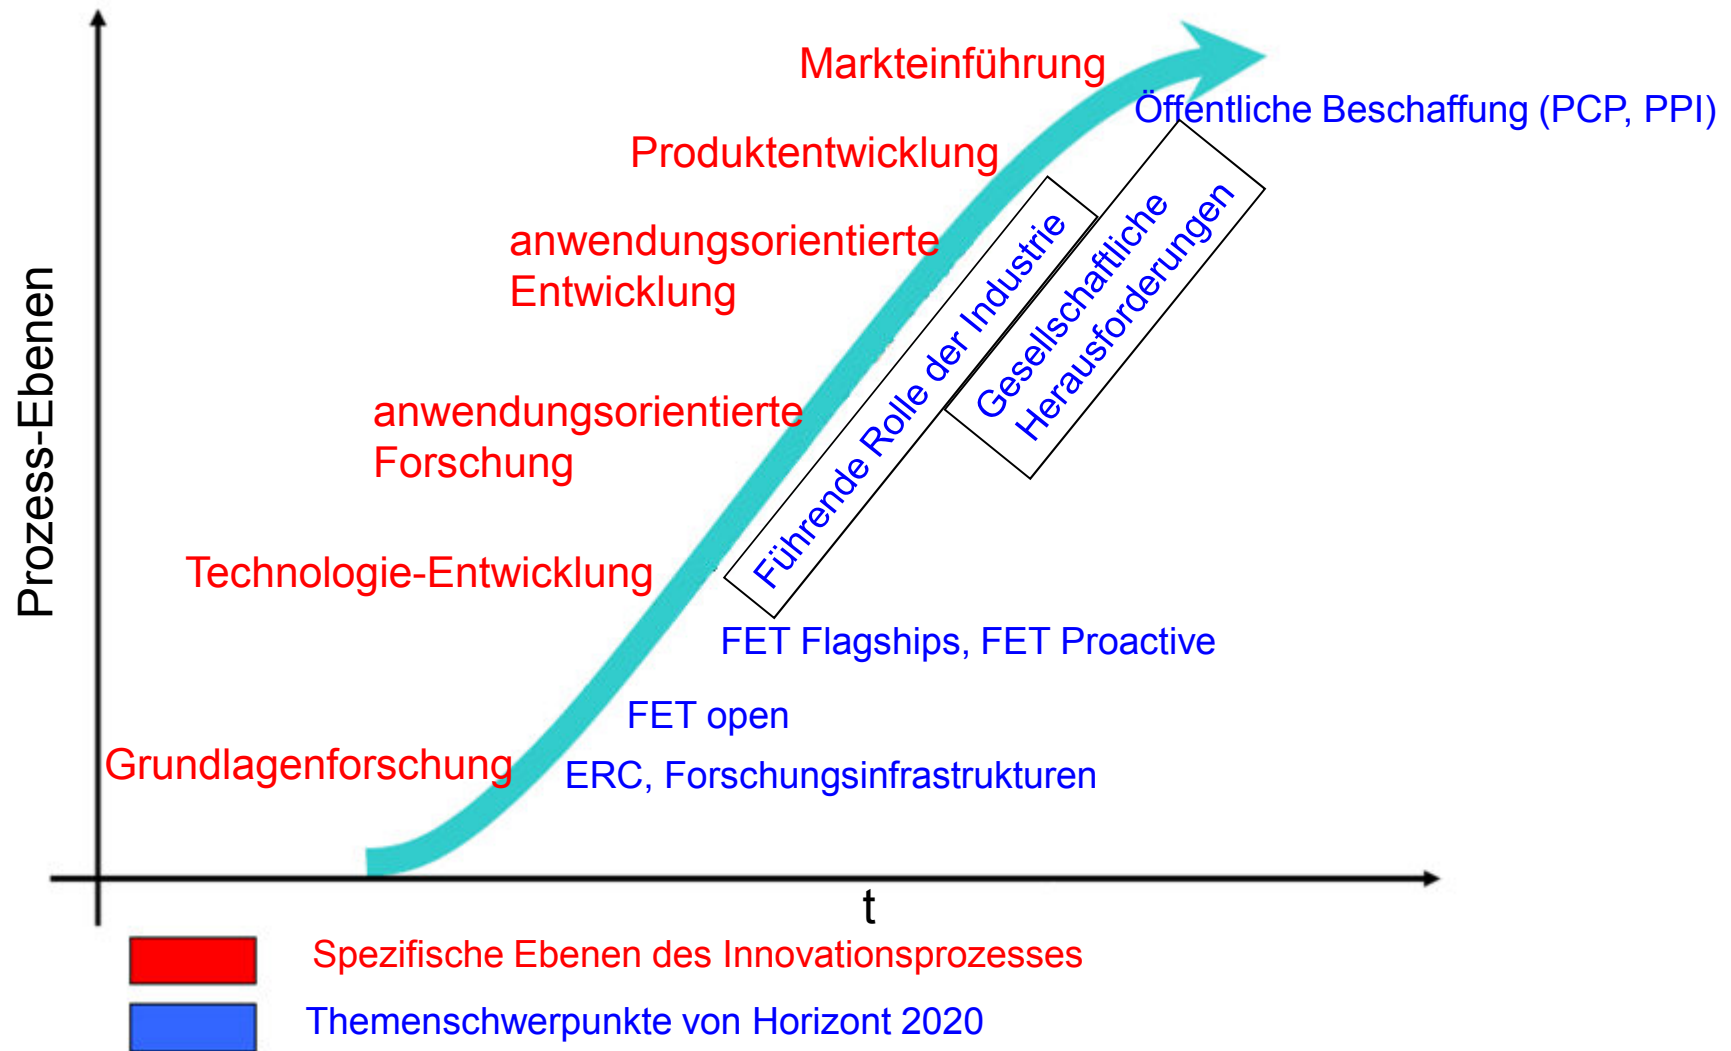 Markteinführung
Öffentliche Beschaffung (PCP, PPI)
Produktentwicklung
anwendungsorientierte
Entwicklung
Führende Rolle der Industrie
Gesellschaftliche
Herausforderungen
Prozess-Ebenen
anwendungsorientierte
Forschung
Technologie-Entwicklung
FET Flagships, FET Proactive
FET open
Grundlagenforschung
ERC, Forschungsinfrastrukturen
t
Spezifische Ebenen des Innovationsprozesses
Themenschwerpunkte von Horizont 2020